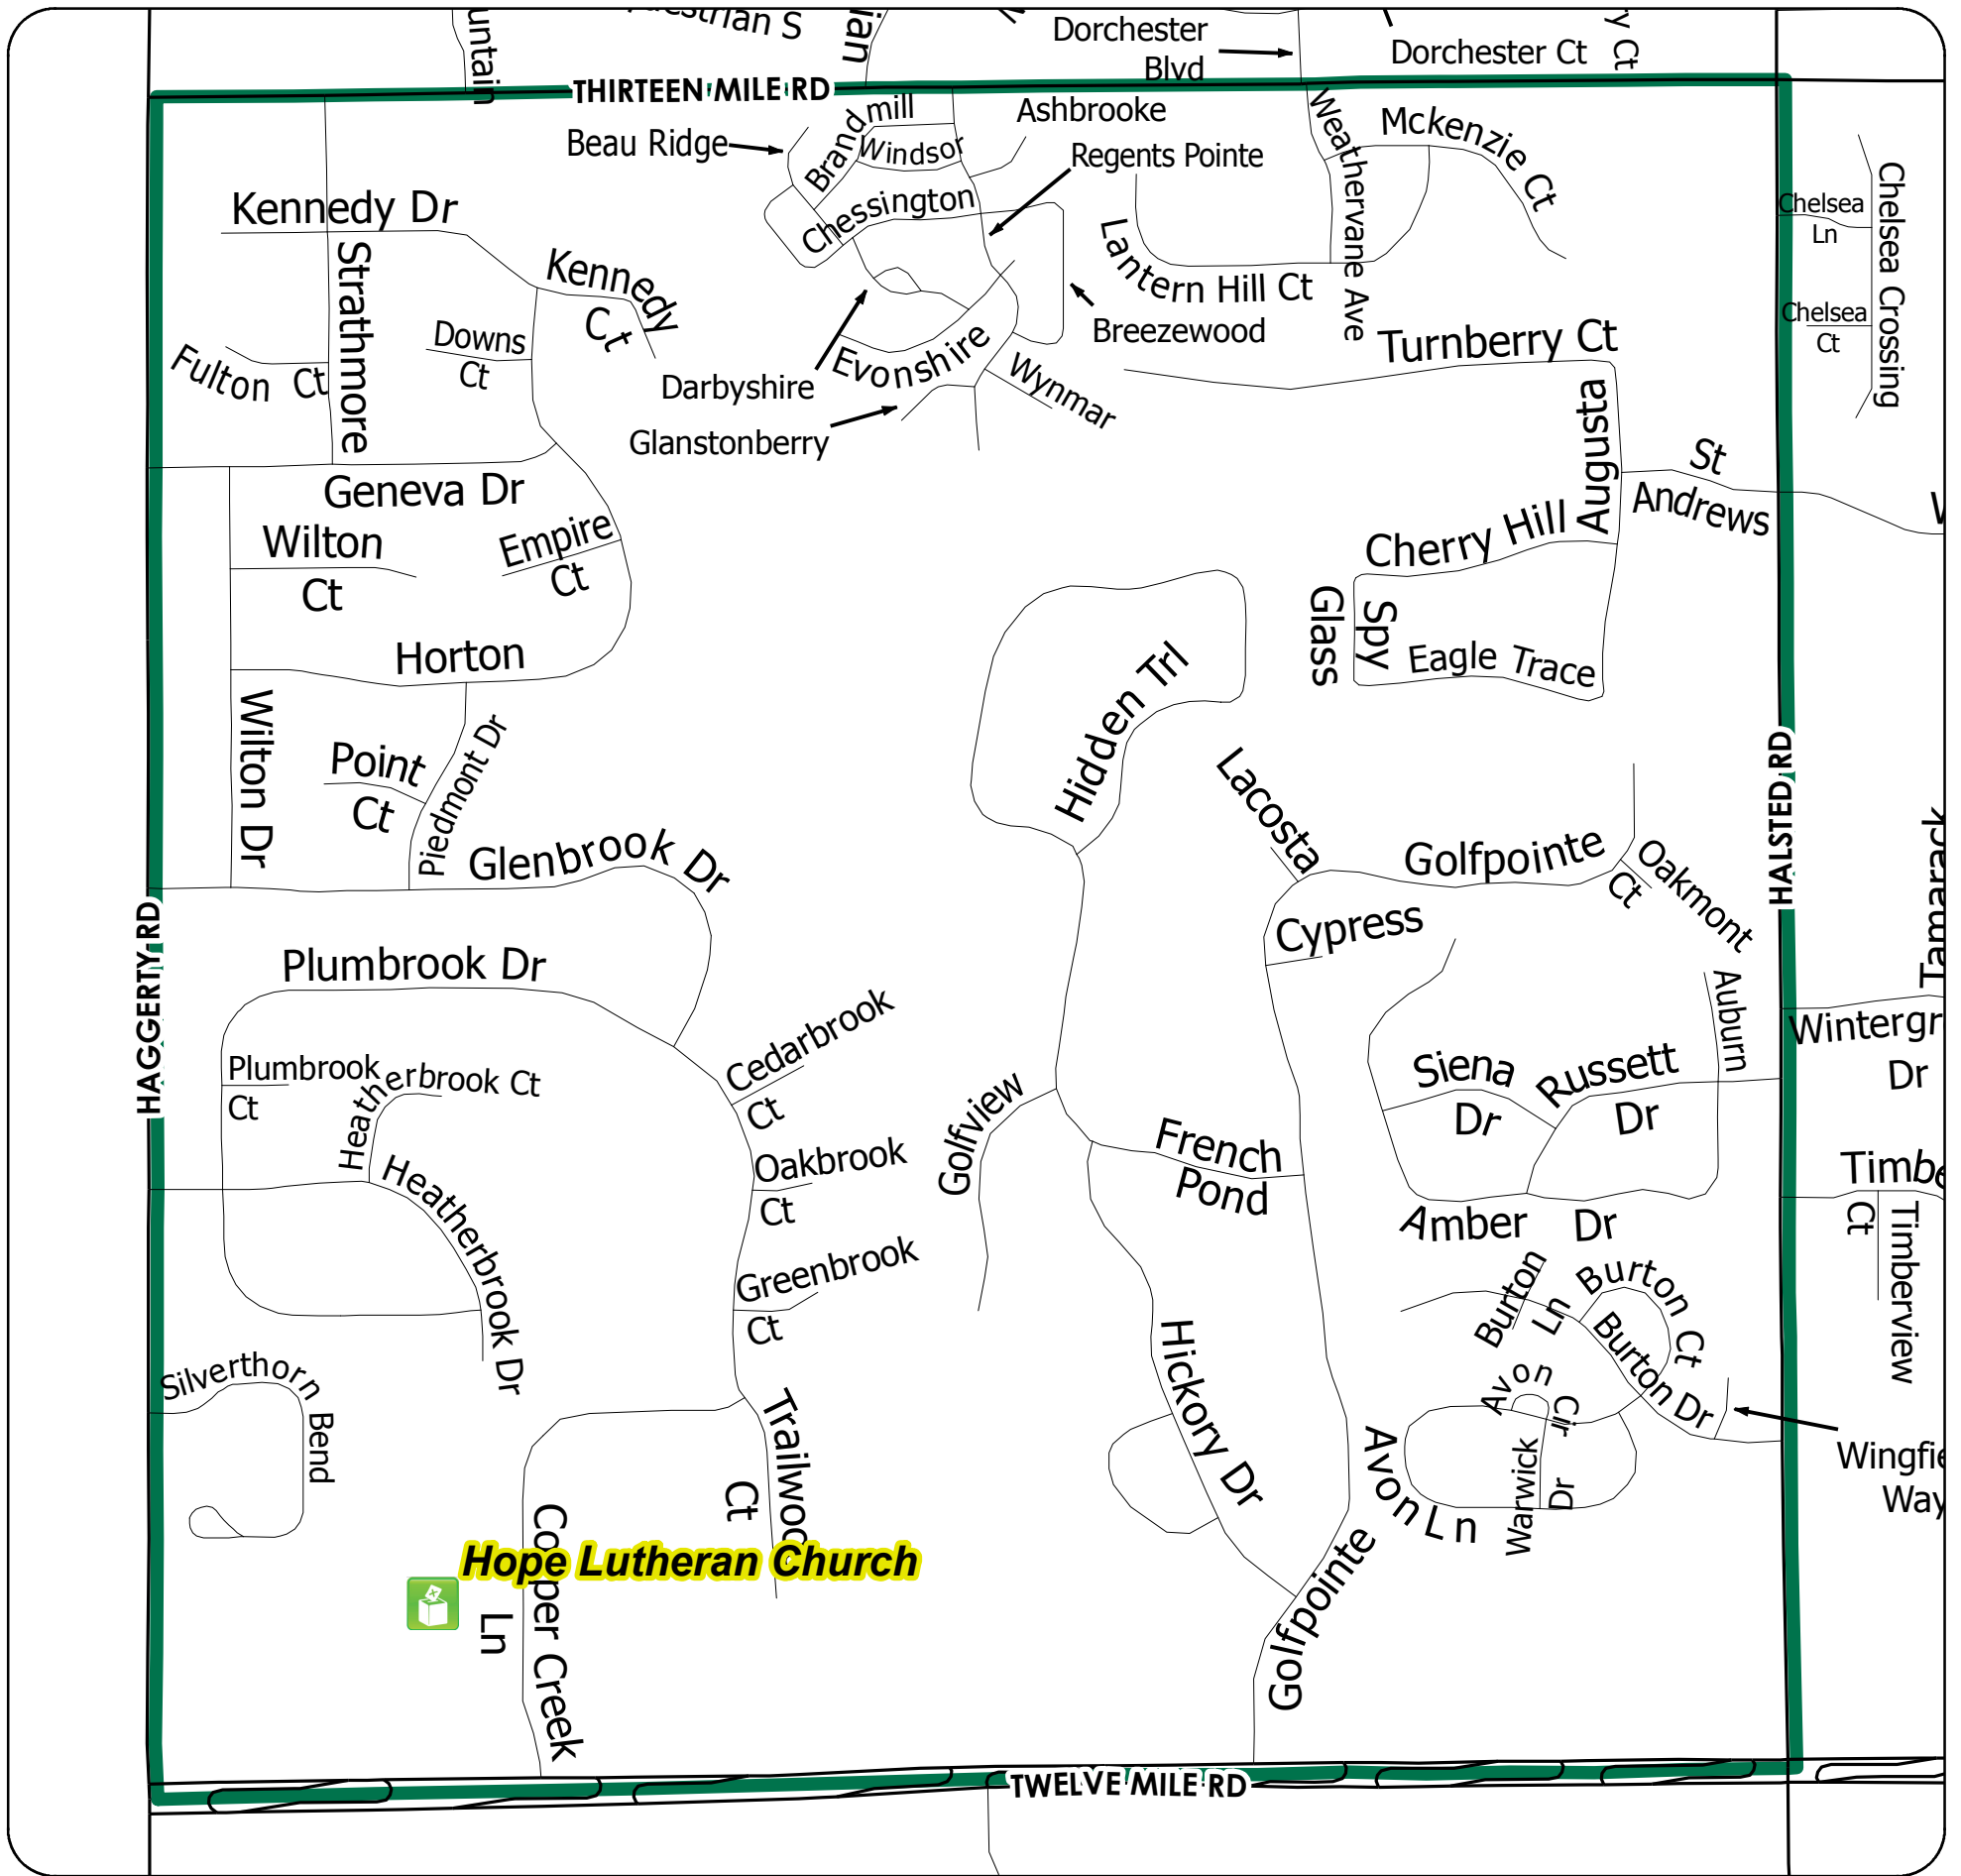 Dorchester
Blvd
Dorchester Ct
THIRTEEN MILE RD
Beau Ridge
Brandmill
Windsor
Ashbrooke
Regents Pointe
Chessington
Weathervane Ave
Mckenzie Ct
Lantern Hill Ct
Breezewood
Chelsea
Ln
Chelsea Crossing
Chelsea
Ct
Kennedy Dr
Strathmore
Kennedy
Ct
Downs
Ct
Fulton Ct
Darbyshire
Evonshire
Wynmar
Glanstonberry
Turnberry Ct
Augusta
St
Andrews
Geneva Dr
Wilton
Ct
Empire
Ct
Cherry Hill
Spy
Glass
Eagle Trace
Horton
Wilton Dr
Point
Ct
Piedmont Dr
Hidden Trl
HALSTED RD
Lacosta
Golfpointe
Oakmont
Ct
Glenbrook Dr
HAGGERTY RD
Cypress
Plumbrook Dr
Auburn
Plumbrook
Ct
Heatherbrook Ct
Heatherbrook Dr
Cedarbrook
Ct
Oakbrook
Ct
Greenbrook
Ct
Golfview
French
Pond
Siena
Dr
Russett
Dr
Dr
Amber Dr
Ct
Timberview
Burton
Ln
Burton Ct
Burton Dr
Silverthorn
Bend
Hickory Dr
Avon
Cir
Avon Ln
Warwick
Dr
Way
Ct
Hope Lutheran Church
Copper Creek
Ln
Golfpointe
TWELVE MILE RD